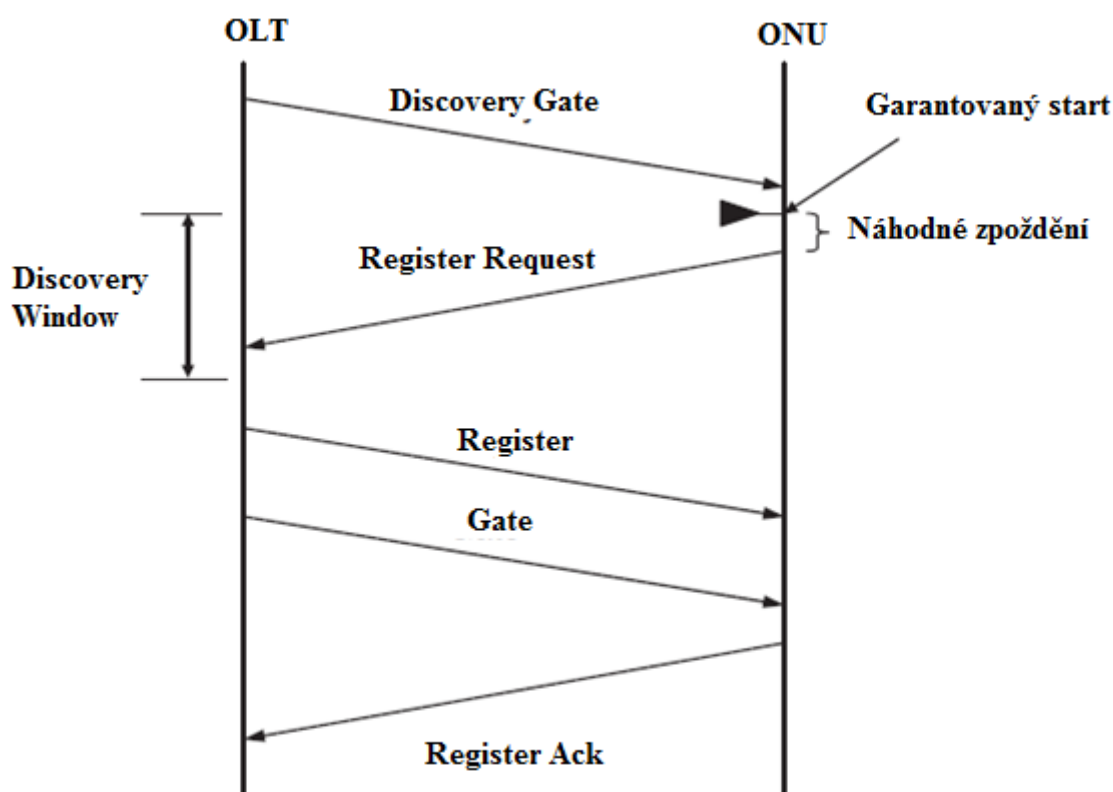 OLT
ONU
Discovery Gate
Garantovaný start
Náhodné zpoždění
Register Request
Discovery
Window
Register
Gate
Register Ack